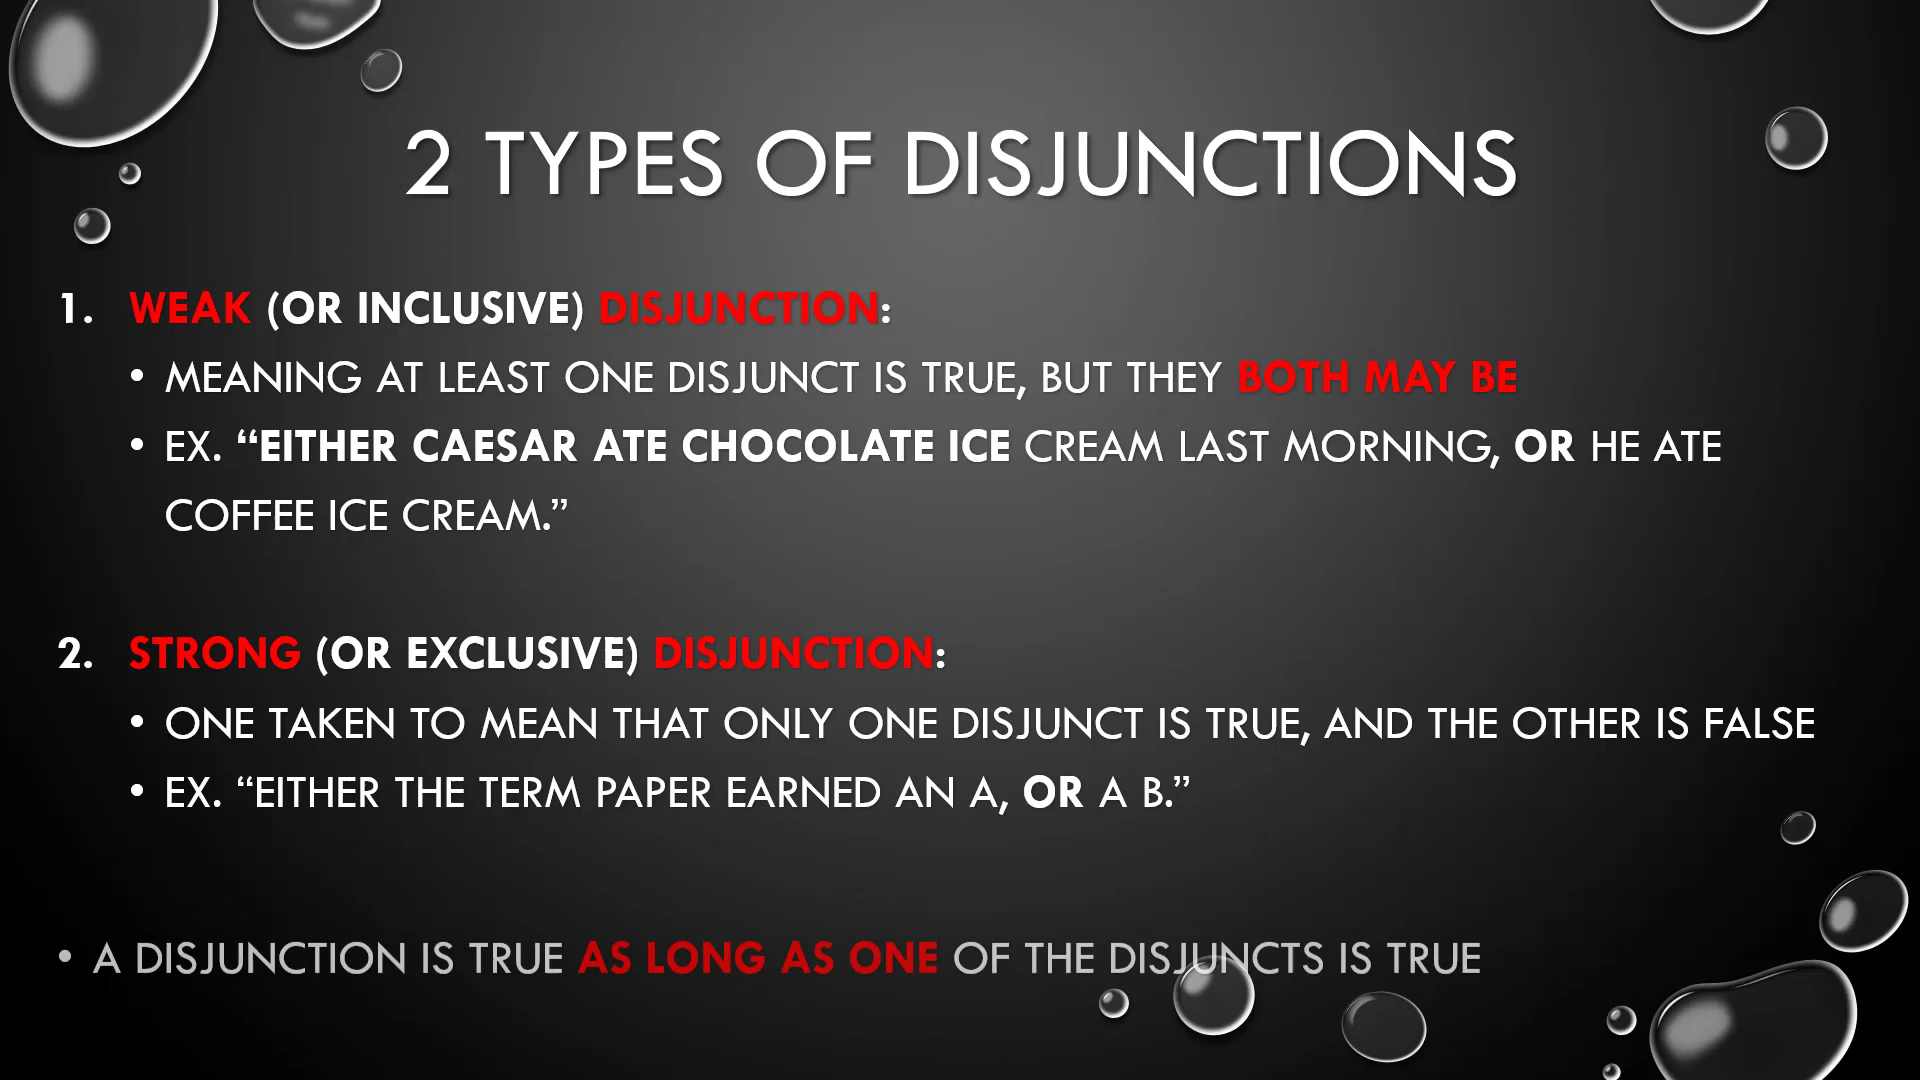 2 TYPES OF DISJUNCTIONS
1. WEAK (OR INCLUSIVE) DISJUNCTION:
• MEANING AT LEAST ONE DISJUNCT IS TRUE, BUT THEY BOTH MAY BE
• EX. “EITHER CAESAR ATE CHOCOLATE ICE CREAM LAST MORNING, OR HE ATE
COFFEE ICE CREAM.”
2. STRONG (OR EXCLUSIVE) DISJUNCTION:
• ONE TAKEN TO MEAN THAT ONLY ONE DISJUNCT IS TRUE, AND THE OTHER IS FALSE
• EX. “EITHER THE TERM PAPER EARNED AN A, OR A B.”
• A DISJUNCTION IS TRUE AS LONG AS ONE OF THE DISJUNCTS IS TRUE